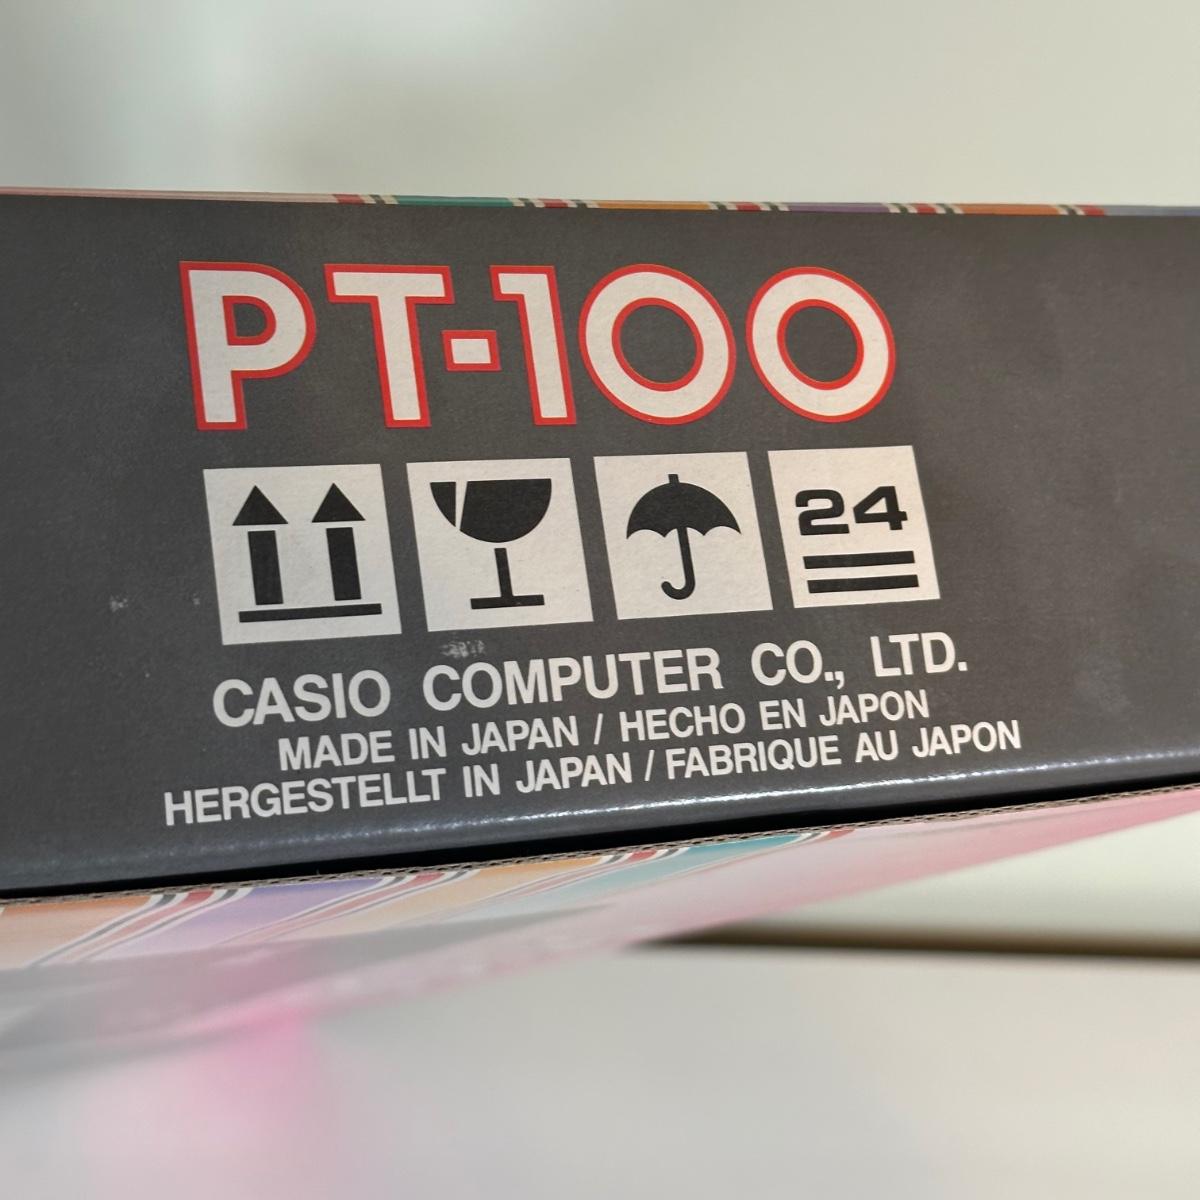 PT-100
24
CASIO COMPUTER CO., LTD.
MADE IN JAPAN / HECHO EN JAPON
HERGESTELLT IN JAPAN / FABRIQUE AU JAPON